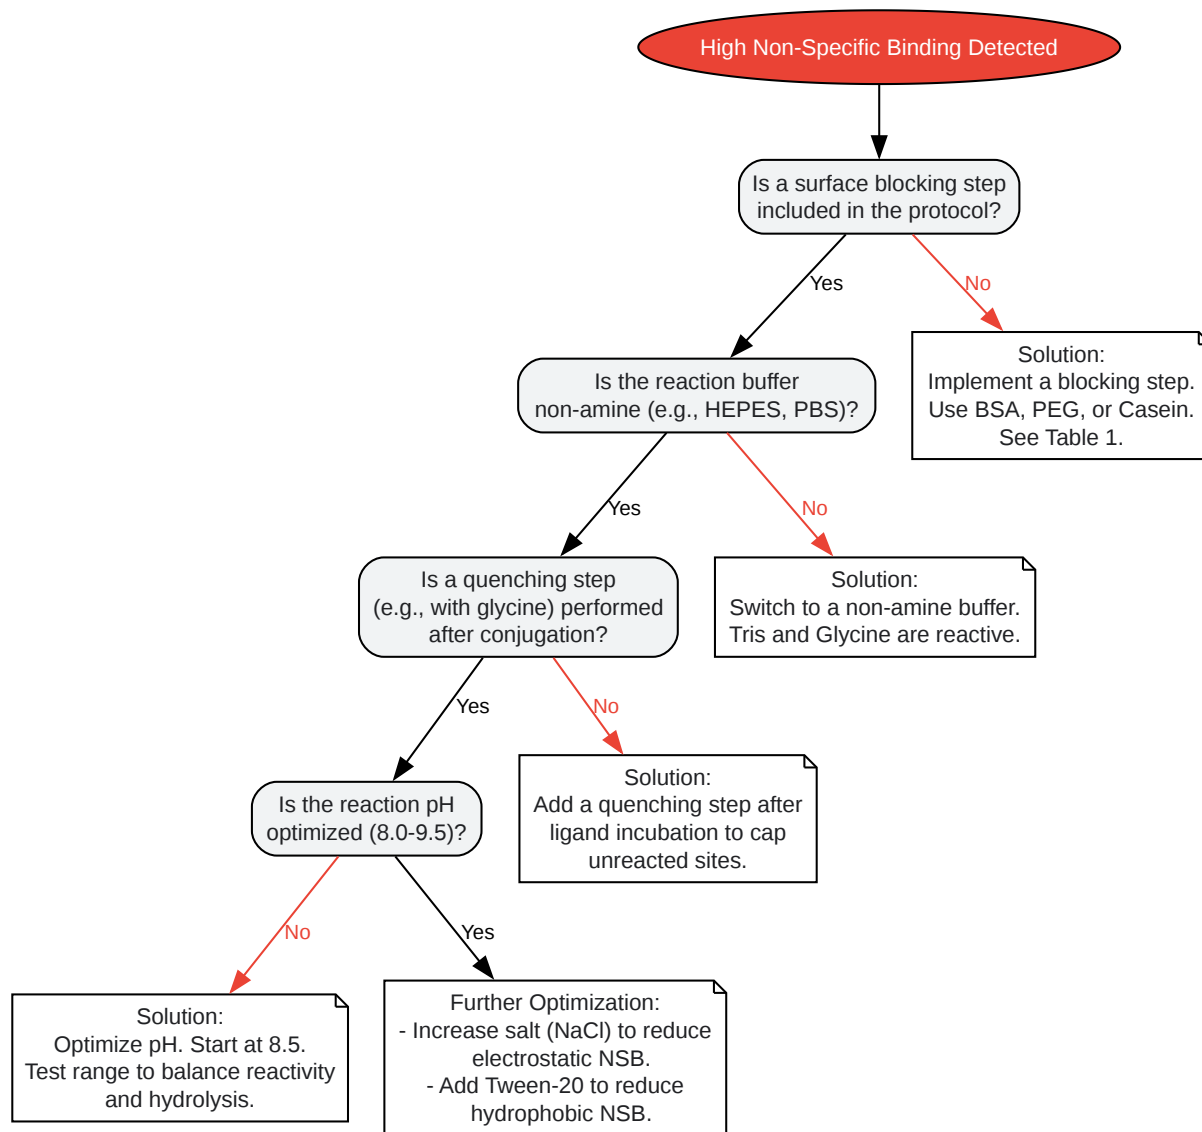 High Non-Specific Binding Detected
Is a surface blocking step
included in the protocol?
Yes
No
Solution:
Implement a blocking step.
Use BSA, PEG, or Casein.
See Table 1.
Is the reaction buffer
non-amine (e.g., HEPES, PBS)?
Yes
No
Solution:
Switch to a non-amine buffer.
Tris and Glycine are reactive.
Is a quenching step
(e.g., with glycine) performed
after conjugation?
Yes
No
Solution:
Add a quenching step after
ligand incubation to cap
unreacted sites.
Is the reaction pH
optimized (8.0-9.5)?
No
Yes
Solution:
Optimize pH. Start at 8.5.
Test range to balance reactivity
and hydrolysis.
Further Optimization:
- Increase salt (NaCl) to reduce
electrostatic NSB.
- Add Tween-20 to reduce
hydrophobic NSB.